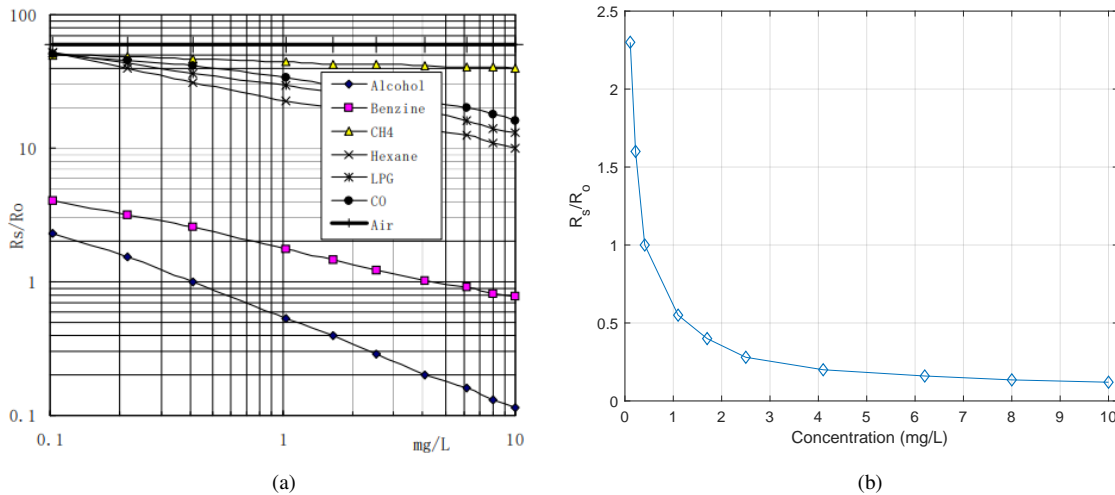 100
10
1
0.1
Rs/Ro
0.1
1
mg/L
10
Alcohol
Benzine
CH4
Hexane
LPG
CO
Air
(a)
2.5
2
1.5
1
0.5
0
Rs/Ro
0 1 2 3 4 5 6 7 8 9 10
Concentration (mg/L)
(b)